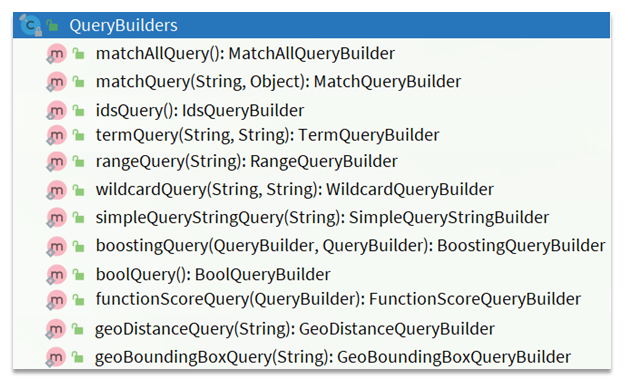 QueryBuilders
matchAllQuery(): MatchAllQueryBuilder
matchQuery(String, Object): MatchQueryBuilder
idsQuery(): IdsQueryBuilder
termQuery(String, String): TermQueryBuilder
rangeQuery(String): RangeQueryBuilder
wildcardQuery(String, String): WildcardQueryBuilder
simpleQueryStringQuery(String): SimpleQueryStringBuilder
boostingQuery(QueryBuilder, QueryBuilder): BoostingQueryBuilder
boolQuery(): BoolQueryBuilder
functionScoreQuery(QueryBuilder): FunctionScoreQueryBuilder
geoDistanceQuery(String): GeoDistanceQueryBuilder
geoBoundingBoxQuery(String): GeoBoundingBoxQueryBuilder